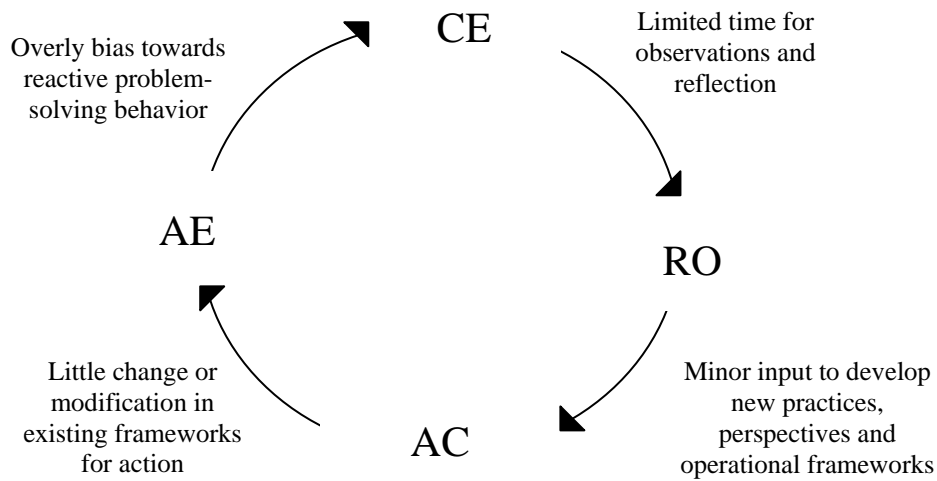 CE
Limited time for
observations and
reflection
RO
Minor input to develop
new practices,
perspectives and
operational frameworks
AC
Little change or
modification in
existing frameworks
for action
AE
Overly bias towards
reactive problem-
solving behavior